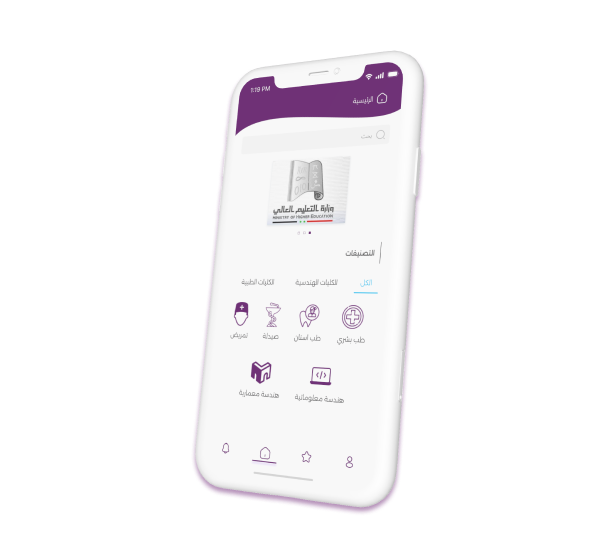 1:19 PM
الرئيسية
بحث
وزارة التعليم العالي
MINISTRY OF HIGHER EDUCATION
التصنيفات
الكل
الكليات الهندسية
الكليات الطبية
طب بشري
طب اسنان
صيدلة
تمريض
هندسة معلوماتية
هندسة معمارية